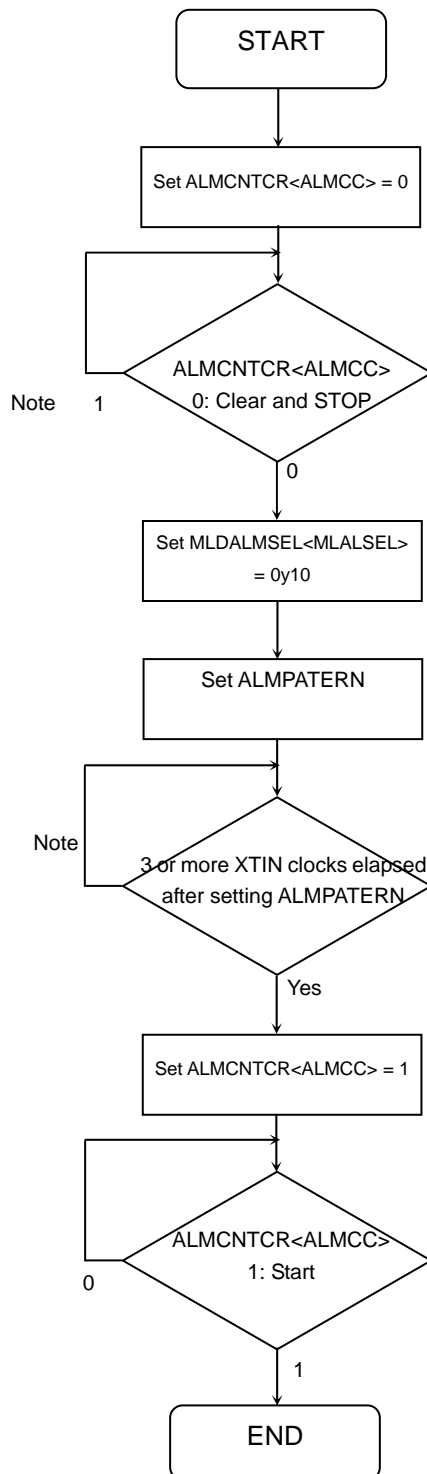 START
Set ALMCNTCR<ALMCC> = 0
ALMCNTCR<ALMCC>
0: Clear and STOP
Note 1
0
Set MLDALMSEL<MLALSEL>
= 0y10
Set ALMPATERN
Note
3 or more XTIN clocks elapsed
after setting ALMPATERN
Yes
Set ALMCNTCR<ALMCC> = 1
ALMCNTCR<ALMCC>
1: Start
0
1
END